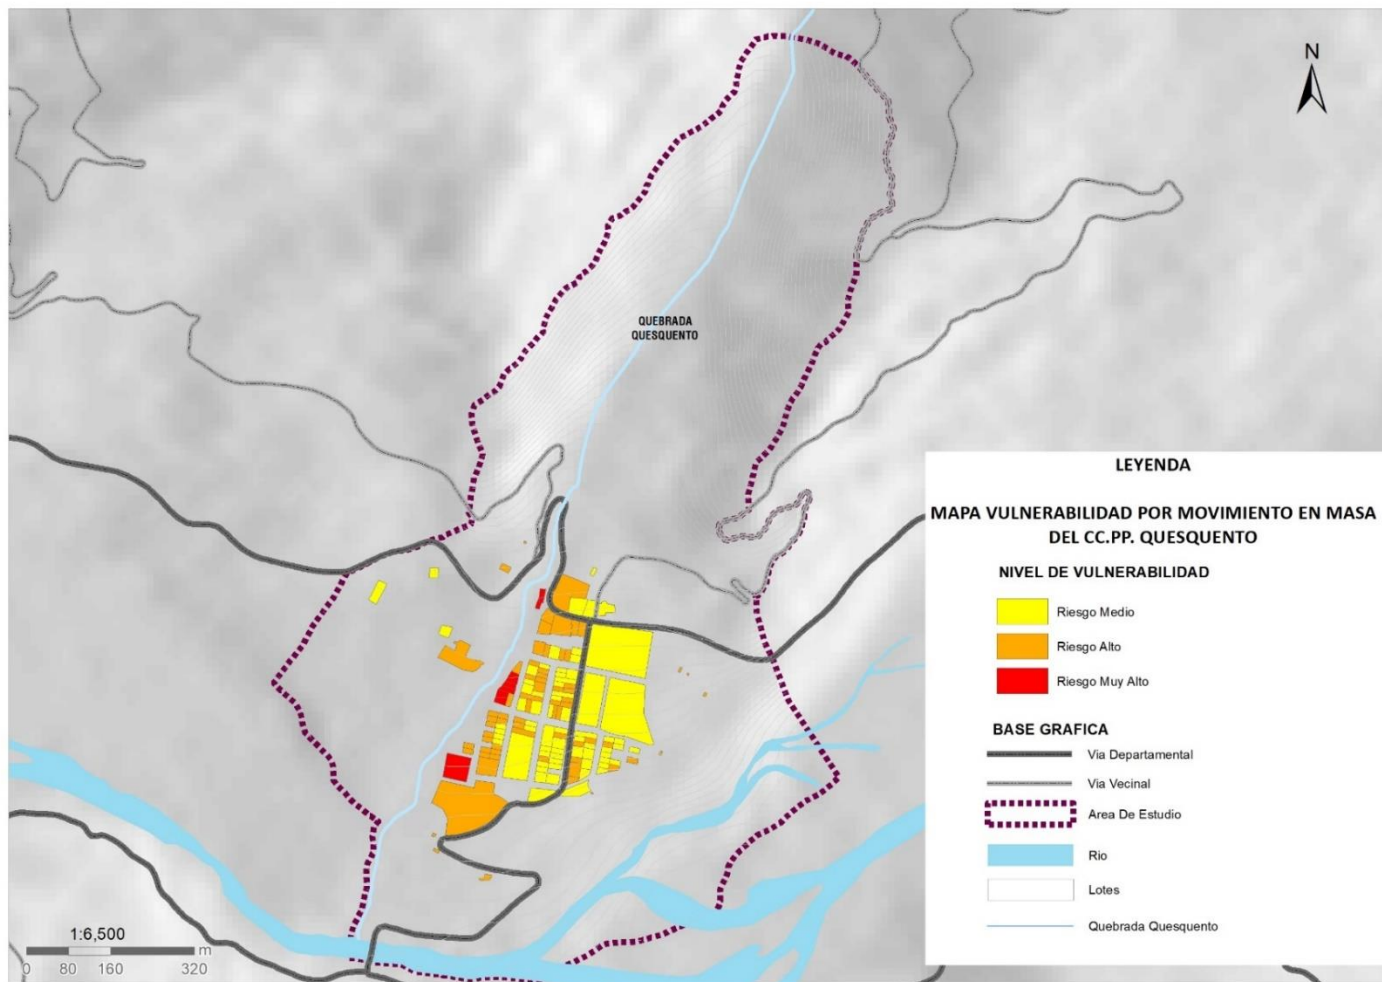 N
QUEBRADA
QUESQUENTO
LEYENDA
MAPA VULNERABILIDAD POR MOVIMIENTO EN MASA
DEL CC.PP. QUESQUENTO
NIVEL DE VULNERABILIDAD
Riesgo Medio
Riesgo Alto
Riesgo Muy Alto
BASE GRAFICA
Via Departamental
Via Vecinal
Area De Estudio
Rio
Lotes
Quebrada Quesquento
1:6,500
m
0 80 160 320